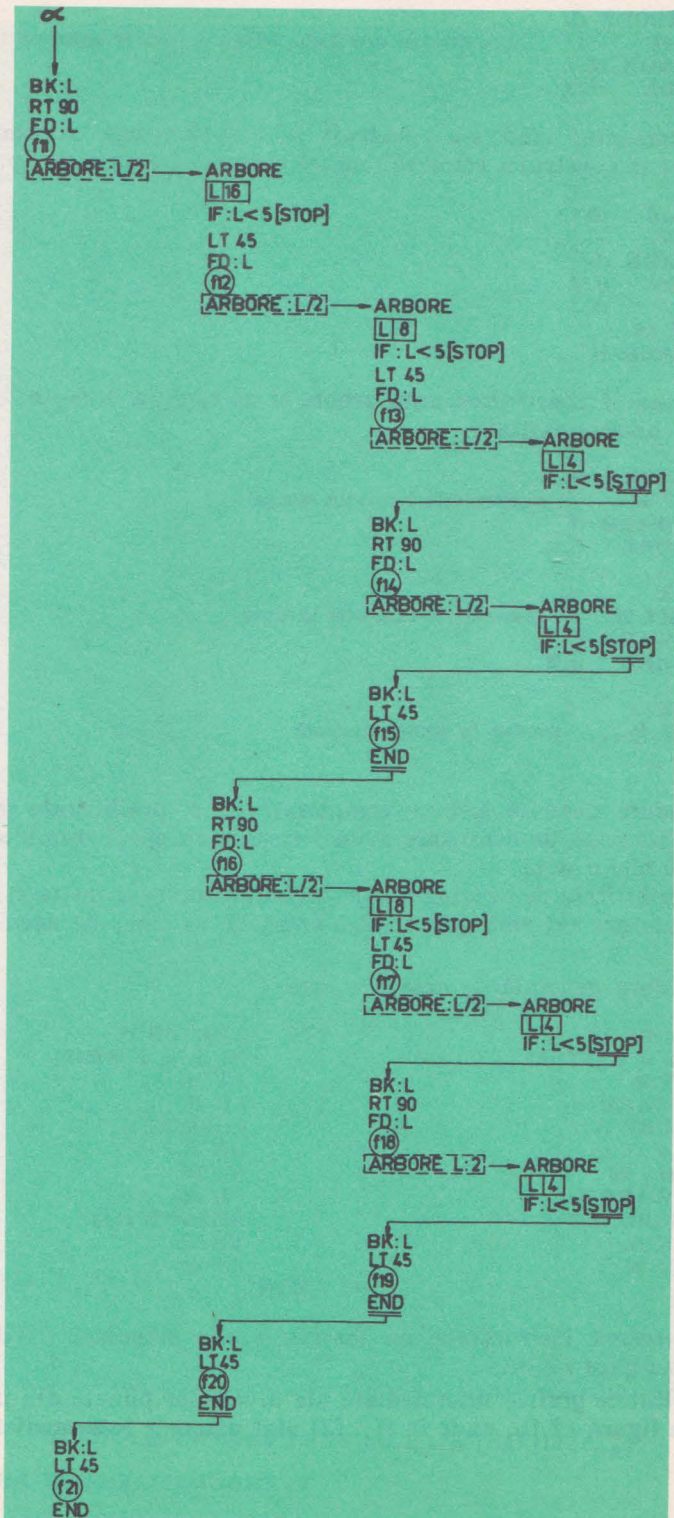 α
BK:L
RT 90
FD:L
f11
ARBORE:L/2
ARBORE
L 16
IF:L<5[STOP]
LT 45
FD:L
f12
ARBORE:L/2
ARBORE
L 8
IF:L<5[STOP]
LT 45
FD:L
f13
ARBORE:L/2
ARBORE
L 4
IF:L<5[STOP]
BK:L
RT 90
FD:L
f14
ARBORE:L/2
ARBORE
L 4
IF:L<5[STOP]
BK:L
LT 45
f15
END
BK:L
RT90
FD:L
f16
ARBORE:L/2
ARBORE
L 8
IF:L<5[STOP]
LT 45
FD:L
f17
ARBORE:L/2
ARBORE
L 4
IF:L<5[STOP]
BK:L
RT 90
FD:L
f18
ARBORE L:2
ARBORE
L 4
IF:L<5[STOP]
BK:L
LT 45
f19
END
BK:L
LT45
f20
END
BK:L
LT 45
f21
END